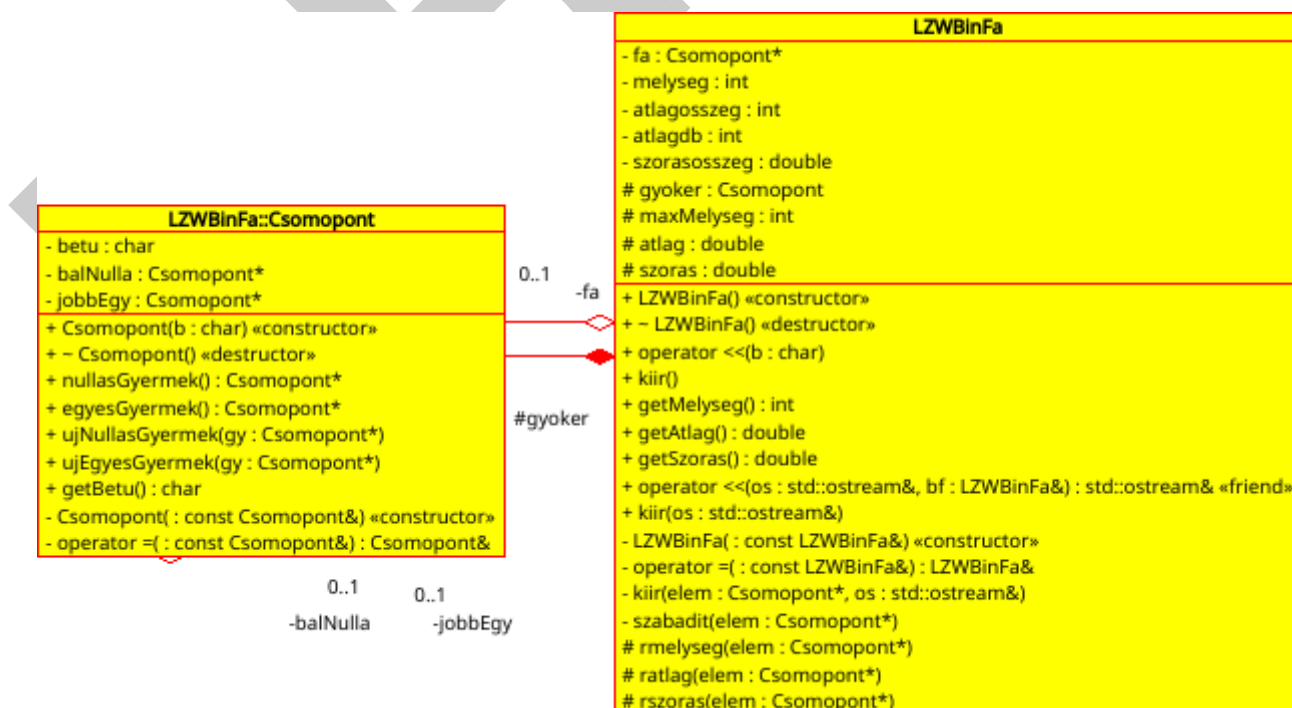 LZWBinFa
- fa : Csomopont*
- melyseg : int
- atlagosszeg : int
- atlagdb : int
- szorasosszeg : double
# gyoker : Csomopont
# maxMelyseg : int
# atlag : double
# szoras : double
+ LZWBinFa() «constructor»
+ ~ LZWBinFa() «destructor»
+ operator <<(b : char)
+ kiir()
+ getMelyseg() : int
+ getAtlag() : double
+ getSzoras() : double
+ operator <<(os : std::ostream&, bf : LZWBinFa&) : std::ostream& «friend»
+ kiir(os : std::ostream&)
- LZWBinFa( : const LZWBinFa&) «constructor»
- operator =( : const LZWBinFa&) : LZWBinFa&
- kiir(elem : Csomopont*, os : std::ostream&)
- szabadit(elem : Csomopont*)
# rmelyseg(elem : Csomopont*)
# ratlag(elem : Csomopont*)
# rszoras(elem : Csomopont*)
LZWBinFa::Csomopont
- betu : char
- balNulla : Csomopont*
- jobbEgy : Csomopont*
+ Csomopont(b : char) «constructor»
+ ~ Csomopont() «destructor»
+ nullasGyermek() : Csomopont*
+ egyesGyermek() : Csomopont*
+ ujNullasGyermek(gy : Csomopont*)
+ ujEgyesGyermek(gy : Csomopont*)
+ getBetu() : char
- Csomopont( : const Csomopont&) «constructor»
- operator =( : const Csomopont&) : Csomopont&
0..1
-fa
#gyoker
0..1
0..1
-balNulla
-jobbEgy